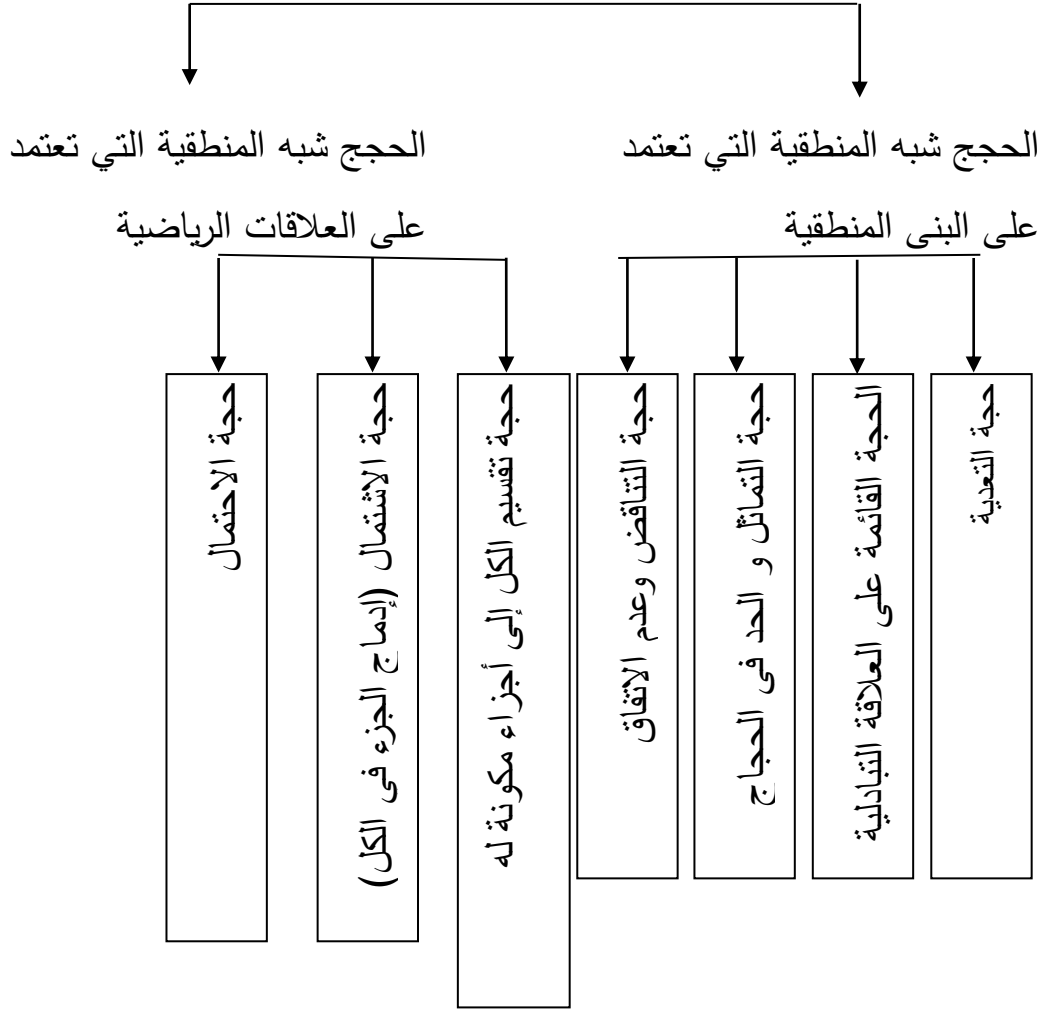 الحجج شبه المنطقية التي تعتمد
على البنى المنطقية
الحجج شبه المنطقية التي تعتمد
على العلاقات الرياضية
حجة التعدية
الحجة القائمة على العلاقة التبادلية
حجة التماثل و الحد في الحجاج
حجة التناقض وعدم الاتفاق
حجة تقسيم الكل إلى أجزاء مكونة له
حجة الاشتمال (إدماج الجزء في الكل)
حجة الاحتمال